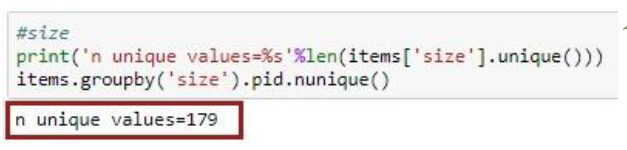 #size
print('n unique values=%s'%len(items['size'].unique()))
items.groupby('size').pid.nunique()
n unique values=179